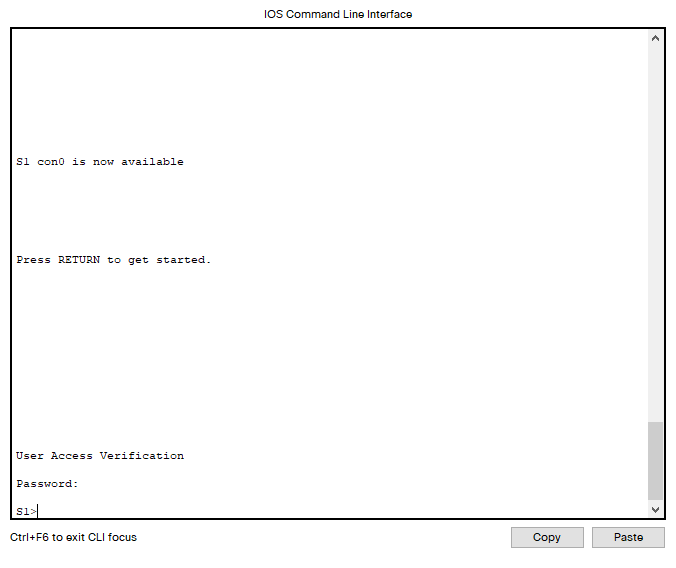 IOS Command Line Interface
S1 con0 is now available
Press RETURN to get started.
User Access Verification
Password:
S1>
Ctrl+F6 to exit CLI focus
Copy
Paste